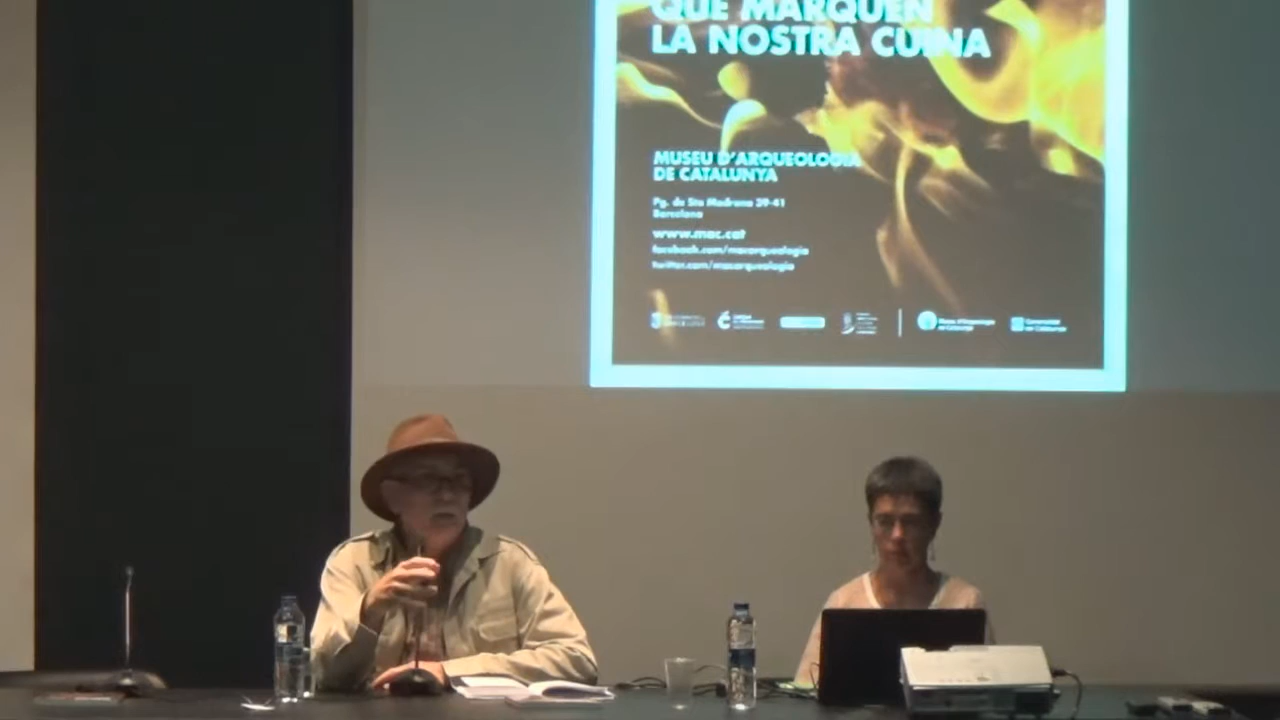 QUE MARQUEN
LA NOSTRA CUINA
MUSEU D'ARQUEOLOGIA
DE CATALUNYA
Pg. de Sta Madrona 39-41
Barcelona
www.mac.cat
facebook.com/macarqueologia
twitter.com/macarqueologia